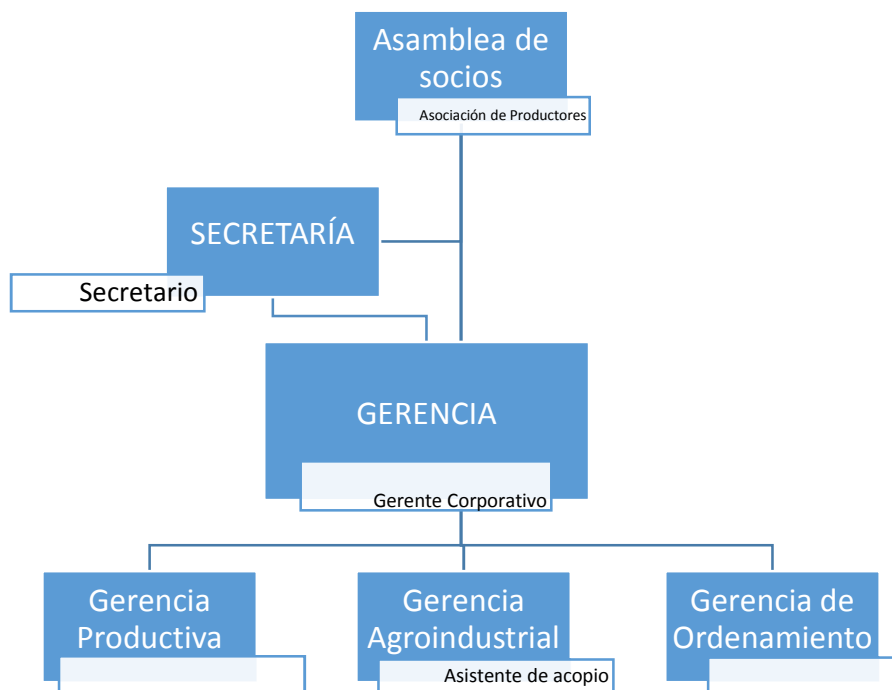 Asamblea de
socios
Asociación de Productores
SECRETARÍA
Secretario
GERENCIA
Gerente Corporativo
Gerencia
Productiva
Gerencia
Agroindustrial
Asistente de acopio
Gerencia de
Ordenamiento